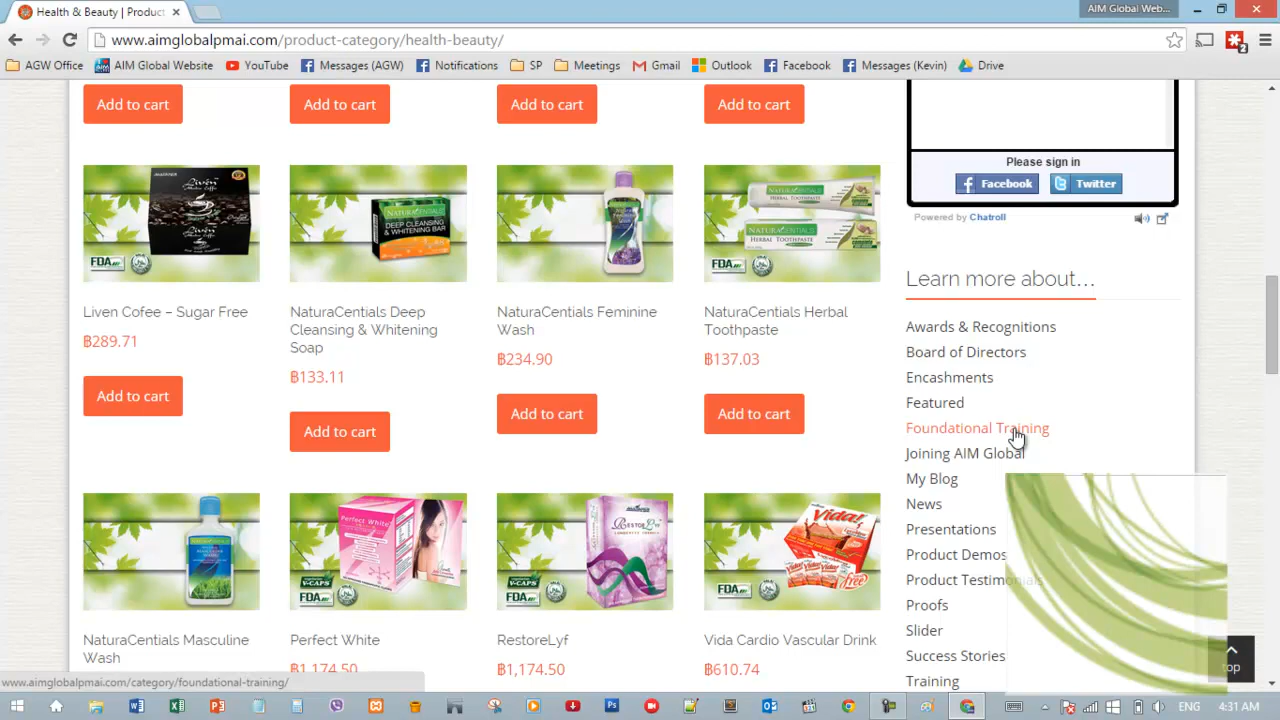 Health & Beauty | Product
AIM Global Web...
www.aimglobalpmai.com/product-category/health-beauty/
AGW Office
AIM Global Website
YouTube
Messages (AGW)
Notifications
SP
Meetings
Gmail
Outlook
Facebook
Messages (Kevin)
Drive
Add to cart
Add to cart
Add to cart
Add to cart
Please sign in
Facebook
Twitter
Powered by Chatroll
Liven Cofee – Sugar Free
฿289.71
Add to cart
NaturaCentials Deep
Cleansing & Whitening
Soap
฿133.11
Add to cart
NaturaCentials Feminine
Wash
฿234.90
Add to cart
NaturaCentials Herbal
Toothpaste
฿137.03
Add to cart
Learn more about...
Awards & Recognitions
Board of Directors
Encashments
Featured
Foundational Training
Joining AIM Global
My Blog
News
Presentations
Product Demos
Product Testimonials
Proofs
Slider
Success Stories
Training
NaturaCentials Masculine
Wash
Perfect White
฿1,174.50
RestoreLyf
฿1,174.50
Vida Cardio Vascular Drink
฿610.74
top
www.aimglobalpmai.com/category/foundational-training/
ENG
4:31 AM